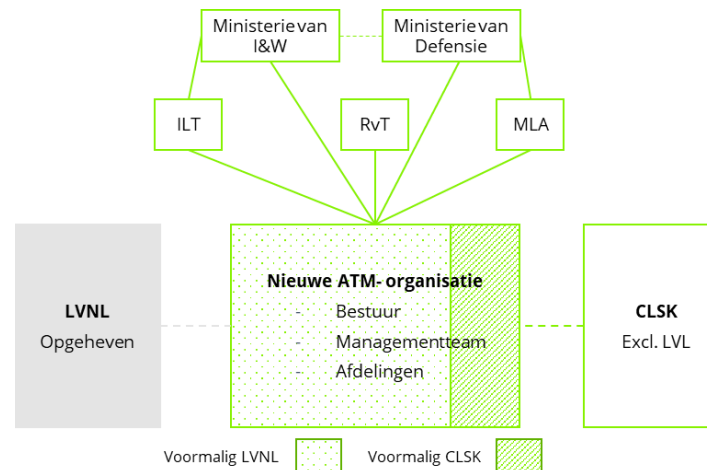 Ministerie van
I&W
Ministerie van
Defensie
ILT
RvT
MLA
LVNL
Opgeheven
Nieuwe ATM- organisatie
- Bestuur
- Managementteam
- Afdelingen
CLSK
Excl. LVL
Voormalig LVNL
Voormalig CLSK